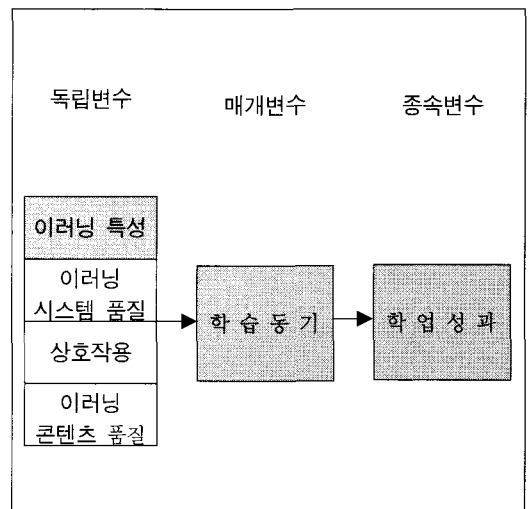 독립변수
매개변수
종속변수
이러닝 특성
이러닝
시스템 품질
상호작용
이러닝
콘텐츠 품질
학 습 동 기
학 업 성 과